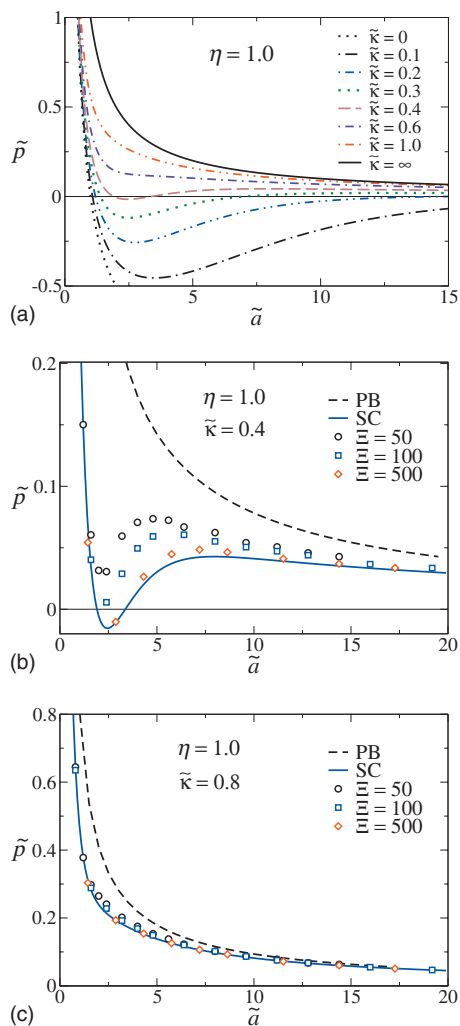 1
η = 1.0
κ̃ = 0
κ̃ = 0.1
κ̃ = 0.2
κ̃ = 0.3
κ̃ = 0.4
κ̃ = 0.6
κ̃ = 1.0
κ̃ = ∞
0.5
p̃
0
-0.5
0 5 10 15
(a)
ã
0.2
η = 1.0
κ̃ = 0.4
PB
SC
Ξ = 50
Ξ = 100
Ξ = 500
p̃
0.1
0
0 5 10 15 20
(b)
ã
0.8
η = 1.0
κ̃ = 0.8
PB
SC
Ξ = 50
Ξ = 100
Ξ = 500
0.6
p̃
0.4
0.2
0
0 5 10 15 20
(c)
ã